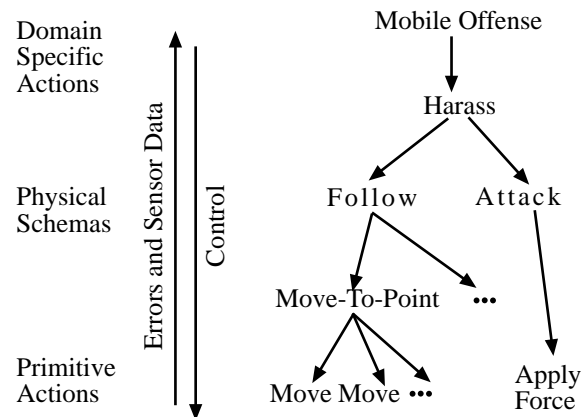 Domain
Specific
Actions
Mobile Offense
Harass
Errors and Sensor Data
Control
Physical
Schemas
Follow
Attack
Move-To-Point
•••
Primitive
Actions
Move Move •••
Apply
Force